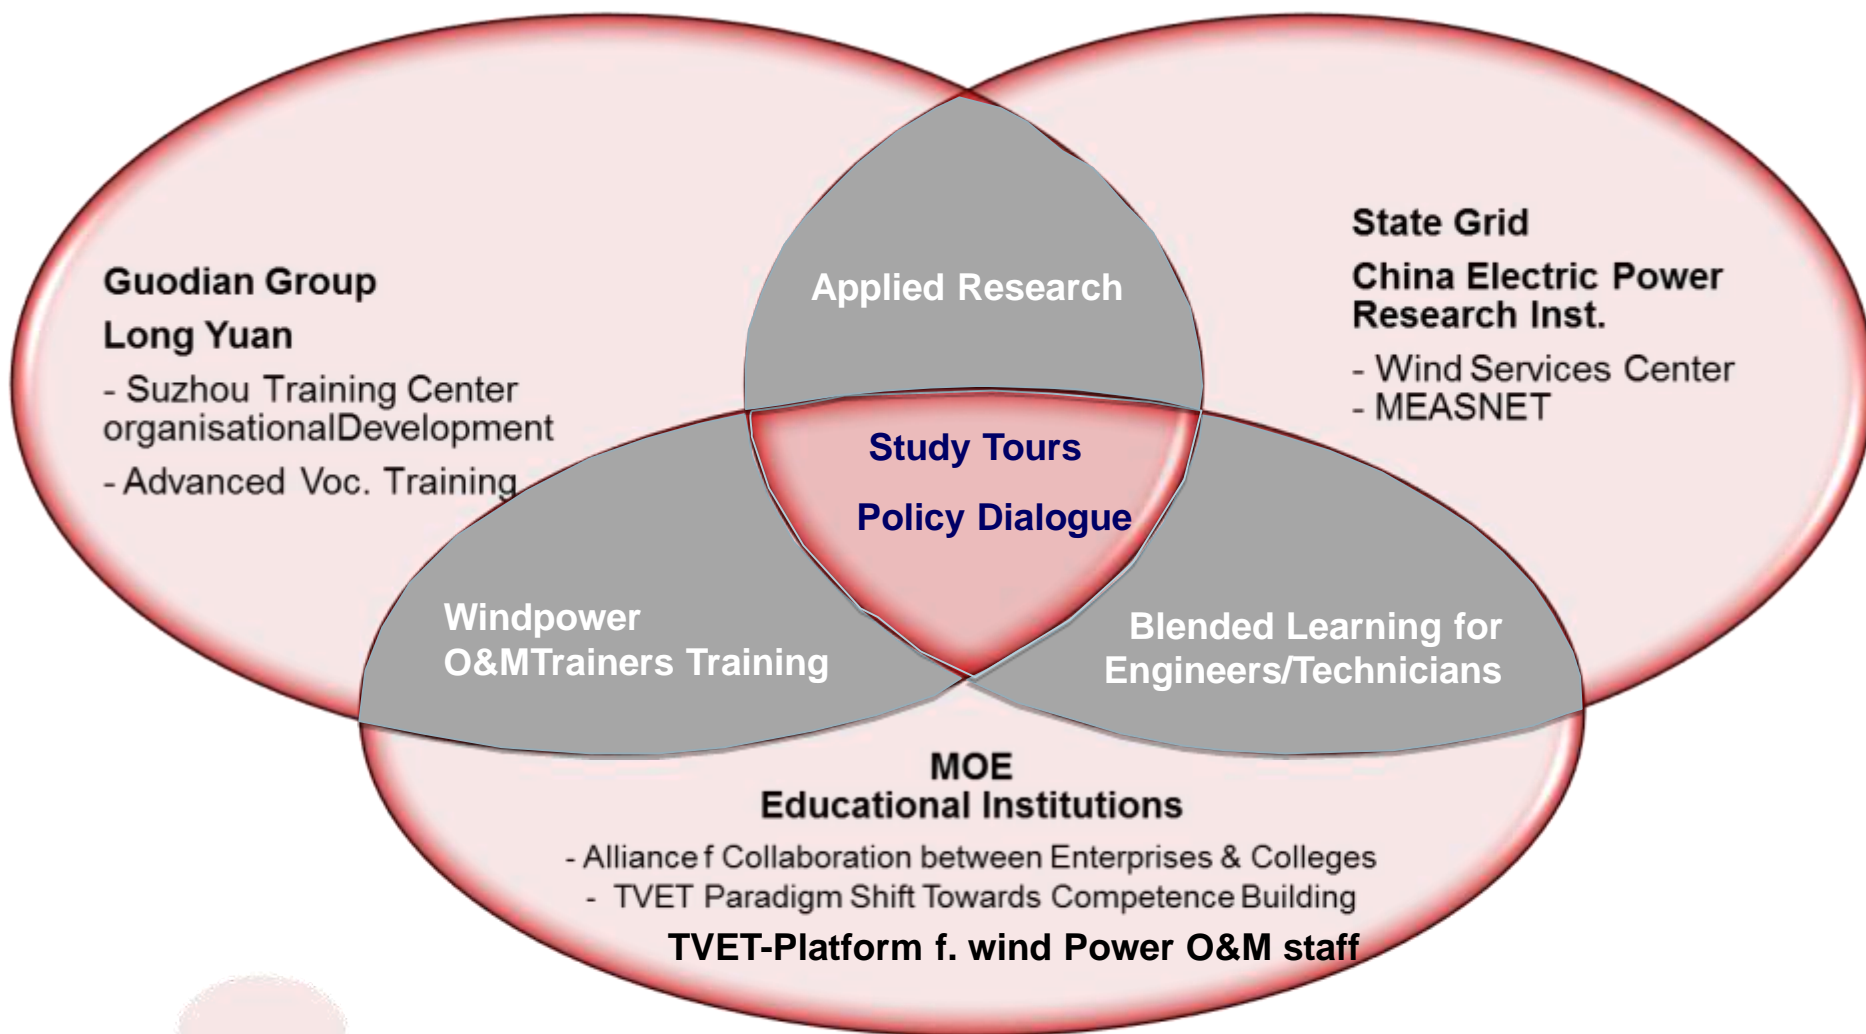 Guodian Group
Long Yuan
- Suzhou Training Center
organisationalDevelopment
- Advanced Voc. Training
Applied Research
State Grid
China Electric Power
Research Inst.
- Wind Services Center
- MEASNET
Study Tours
Policy Dialogue
Windpower
O&MTrainers Training
Blended Learning for
Engineers/Technicians
MOE
Educational Institutions
- Alliance f Collaboration between Enterprises & Colleges
- TVET Paradigm Shift Towards Competence Building
TVET-Platform f. wind Power O&M staff